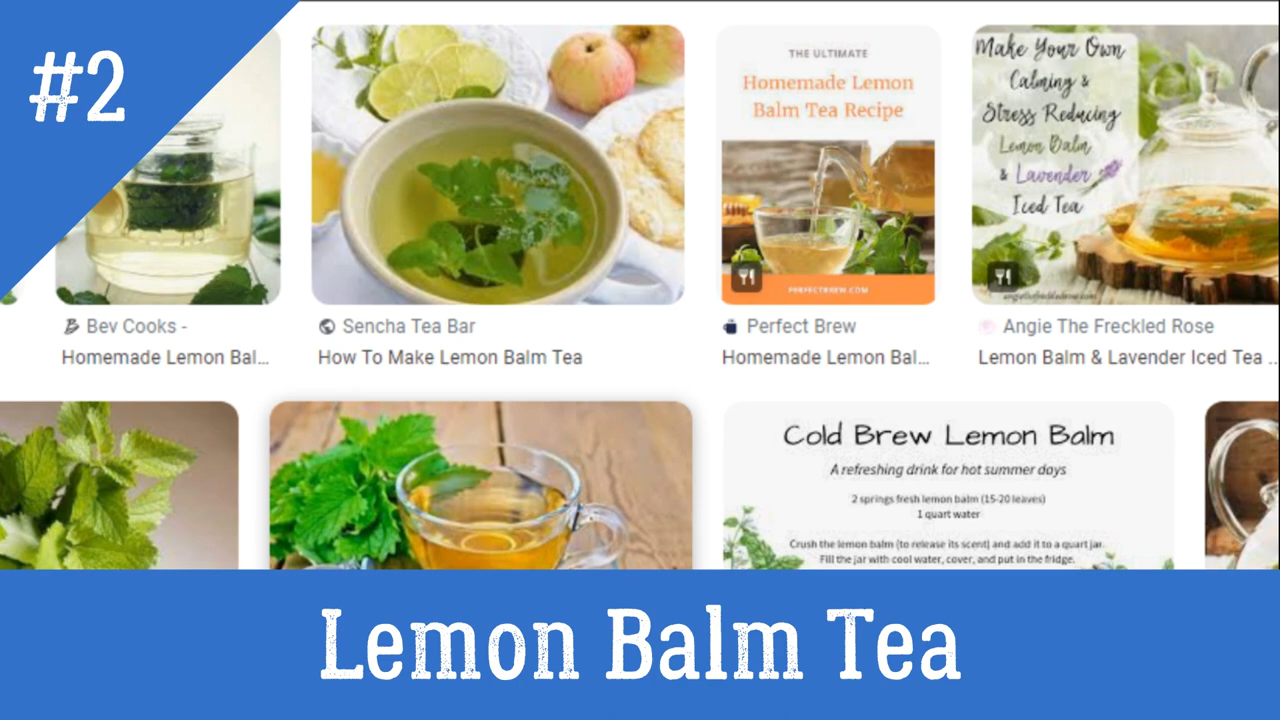 #2
THE ULTIMATE
Homemade Lemon
Balm Tea Recipe
PERFECTBREW.COM
Make Your Own
Calming &
Stress Reducing
Lemon Balm
& Lavender
Iced Tea
angiethefreckledrose.com
Bev Cooks -
Homemade Lemon Bal...
Sencha Tea Bar
How To Make Lemon Balm Tea
Perfect Brew
Homemade Lemon Bal...
Angie The Freckled Rose
Lemon Balm & Lavender Iced Tea ...
Cold Brew Lemon Balm
A refreshing drink for hot summer days
2 springs fresh lemon balm (15-20 leaves)
1 quart water
Crush the lemon balm (to release its scent) and add it to a quart jar.
Fill the jar with cool water, cover, and put in the fridge.
Lemon Balm Tea